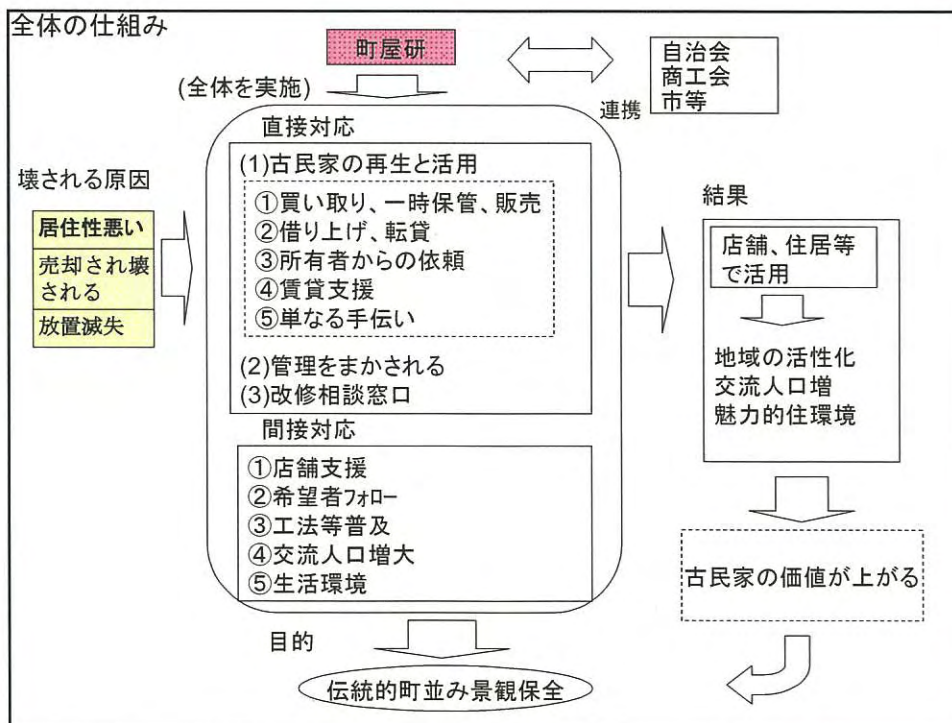 全体の仕組み
町屋研
自治会
商工会
市等
(全体を実施)
連携
直接対応
(1)古民家の再生と活用
①買い取り、一時保管、販売
②借り上げ、転貸
③所有者からの依頼
④賃貸支援
⑤単なる手伝い
(2)管理をまかされる
(3)改修相談窓口
間接対応
①店舗支援
②希望者フォロー
③工法等普及
④交流人口増大
⑤生活環境
壊される原因
居住性悪い
売却され壊
される
放置滅失
結果
店舗、住居等
で活用
地域の活性化
交流人口増
魅力的住環境
古民家の価値が上がる
目的
伝統的町並み景観保全